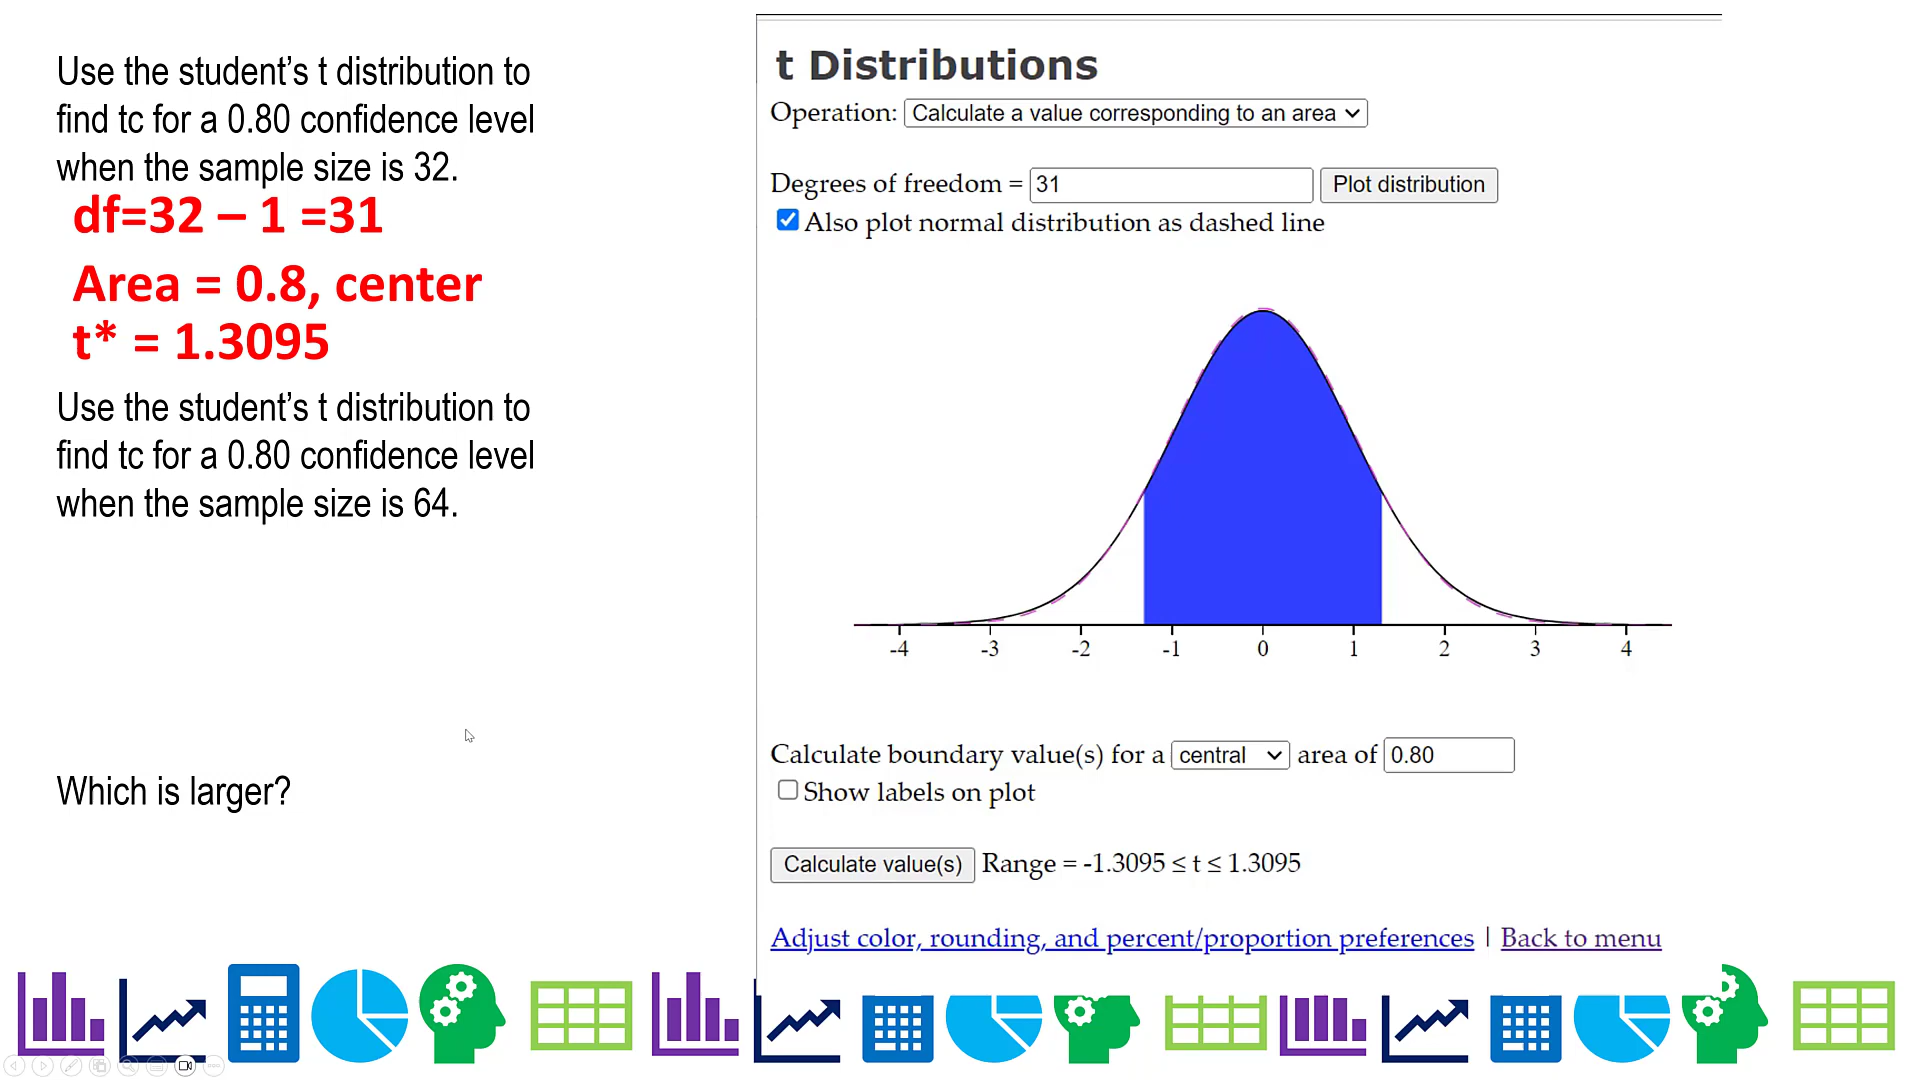 Use the student’s t distribution to
find tc for a 0.80 confidence level
when the sample size is 32.
df=32 – 1 =31
Area = 0.8, center
t* = 1.3095
Use the student’s t distribution to
find tc for a 0.80 confidence level
when the sample size is 64.
Which is larger?
t Distributions
Operation: Calculate a value corresponding to an area
Degrees of freedom = 31 Plot distribution
Also plot normal distribution as dashed line
-4 -3 -2 -1 0 1 2 3 4
Calculate boundary value(s) for a central area of 0.80
Show labels on plot
Calculate value(s) Range = -1.3095 ≤ t ≤ 1.3095
Adjust color, rounding, and percent/proportion preferences | Back to menu